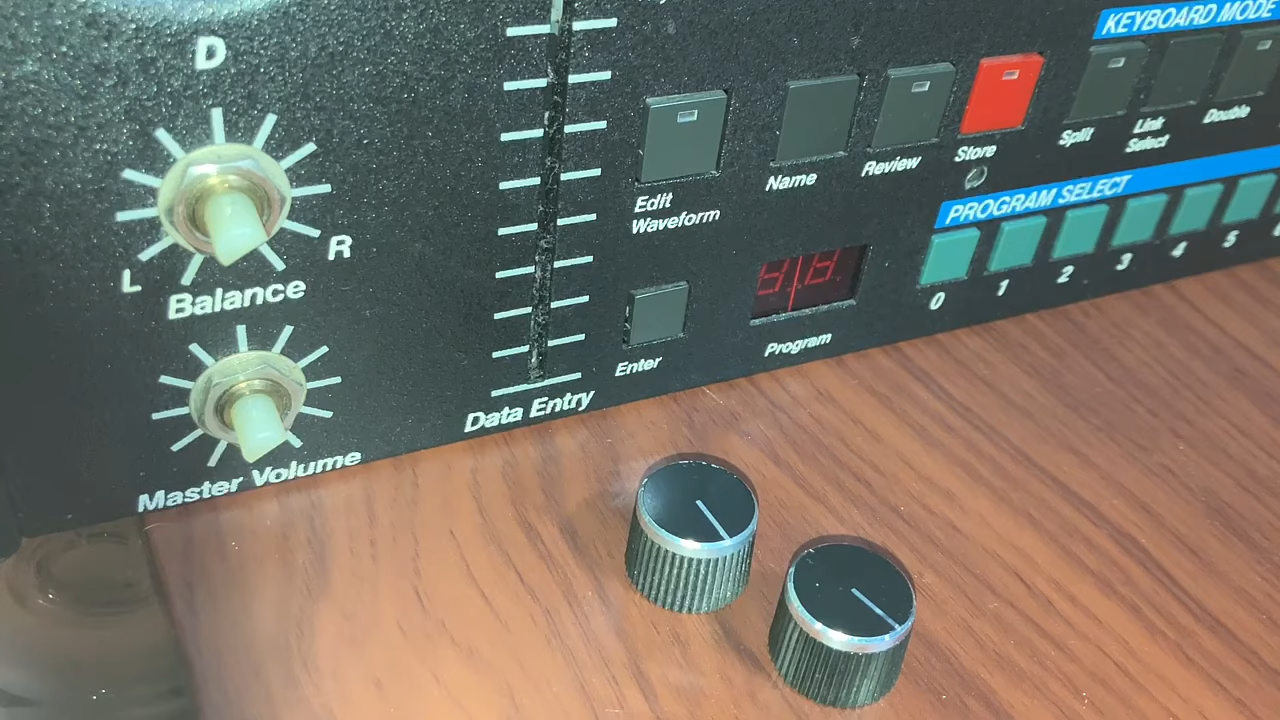 D
L
R
Balance
Master Volume
Data Entry
Edit
Waveform
Enter
Name
Review
Store
Program
KEYBOARD MODE
Split
Link
Select
Double
PROGRAM SELECT
0
1
2
3
4
5